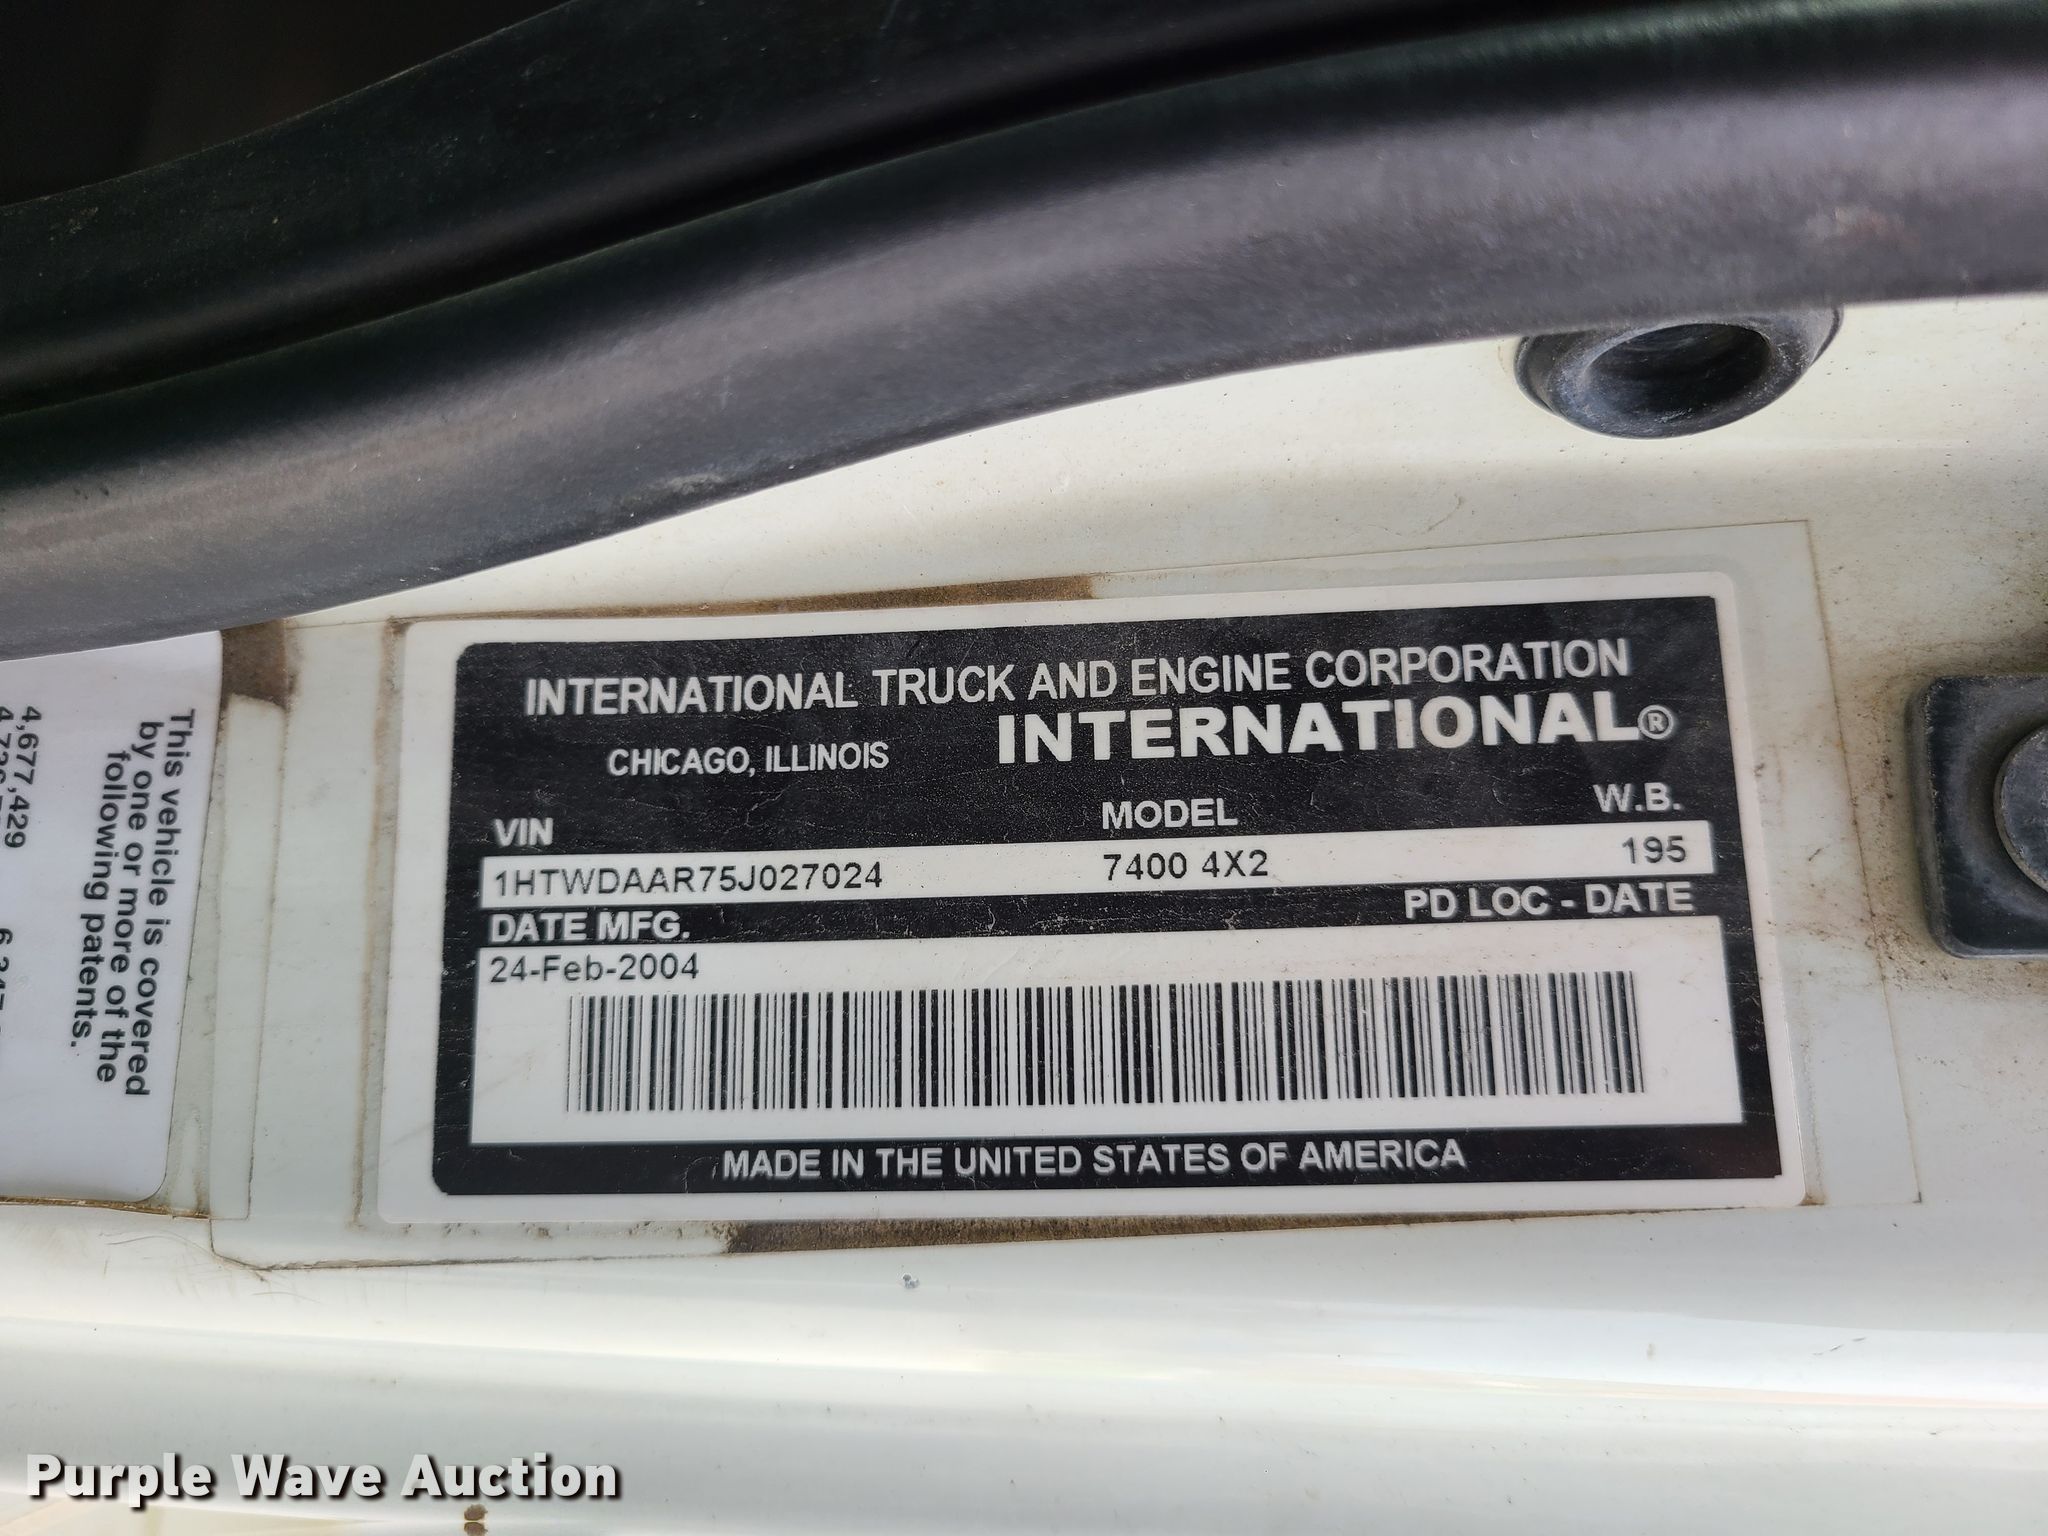 INTERNATIONAL TRUCK AND ENGINE CORPORATION
CHICAGO, ILLINOIS INTERNATIONAL®
VIN MODEL W.B.
1HTWDAAR75J027024 7400 4X2 195
DATE MFG. PD LOC - DATE
24-Feb-2004
MADE IN THE UNITED STATES OF AMERICA
This vehicle is covered
by one or more of the
following patents.
4,677,429
Purple Wave Auction